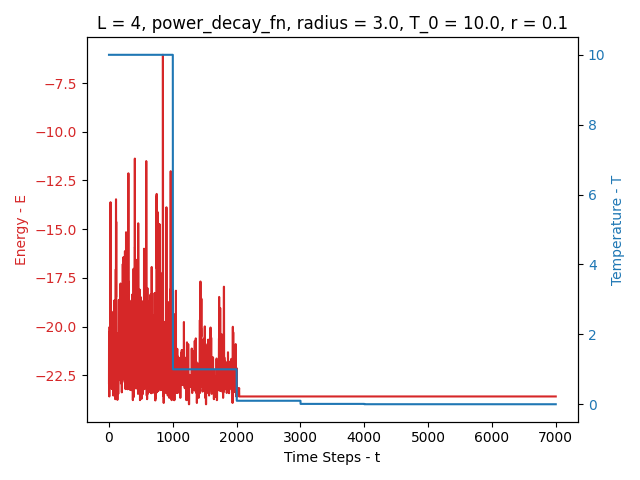 L = 4, power_decay_fn, radius = 3.0, T_0 = 10.0, r = 0.1
−7.5
−10.0
−12.5
−15.0
−17.5
−20.0
−22.5
Energy - E
10
8
6
4
2
0
Temperature - T
0 1000 2000 3000 4000 5000 6000 7000
Time Steps - t